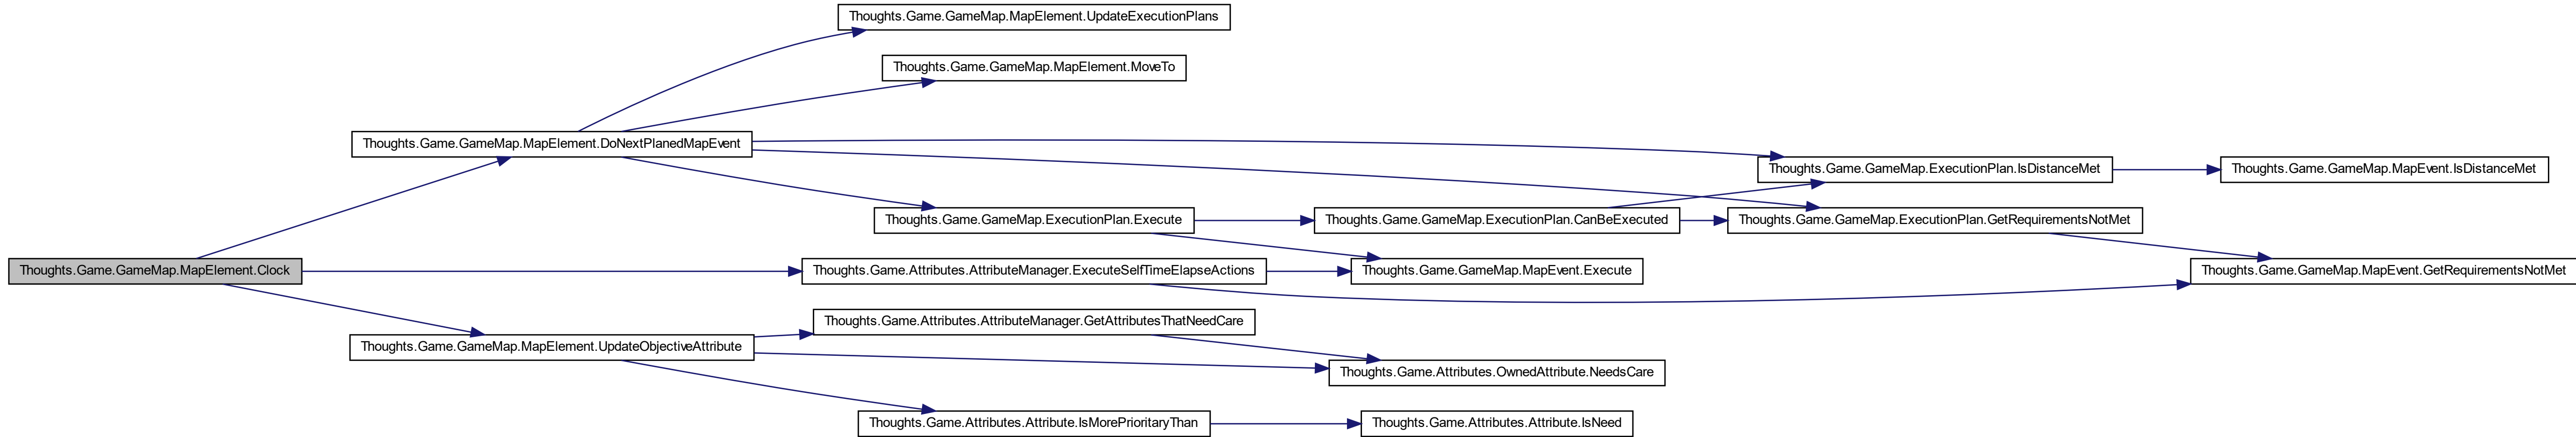 Thoughts.Game.GameMap.MapElement.UpdateExecutionPlans
Thoughts.Game.GameMap.MapElement.MoveTo
Thoughts.Game.GameMap.MapElement.DoNextPlanedMapEvent
Thoughts.Game.GameMap.ExecutionPlan.IsDistanceMet
Thoughts.Game.GameMap.MapEvent.IsDistanceMet
Thoughts.Game.GameMap.ExecutionPlan.Execute
Thoughts.Game.GameMap.ExecutionPlan.CanBeExecuted
Thoughts.Game.GameMap.ExecutionPlan.GetRequirementsNotMet
Thoughts.Game.GameMap.MapElement.Clock
Thoughts.Game.Attributes.AttributeManager.ExecuteSelfTimeElapseActions
Thoughts.Game.GameMap.MapEvent.Execute
Thoughts.Game.GameMap.MapEvent.GetRequirementsNotMet
Thoughts.Game.Attributes.AttributeManager.GetAttributesThatNeedCare
Thoughts.Game.GameMap.MapElement.UpdateObjectiveAttribute
Thoughts.Game.Attributes.OwnedAttribute.NeedsCare
Thoughts.Game.Attributes.Attribute.IsMorePrioritaryThan
Thoughts.Game.Attributes.Attribute.IsNeed